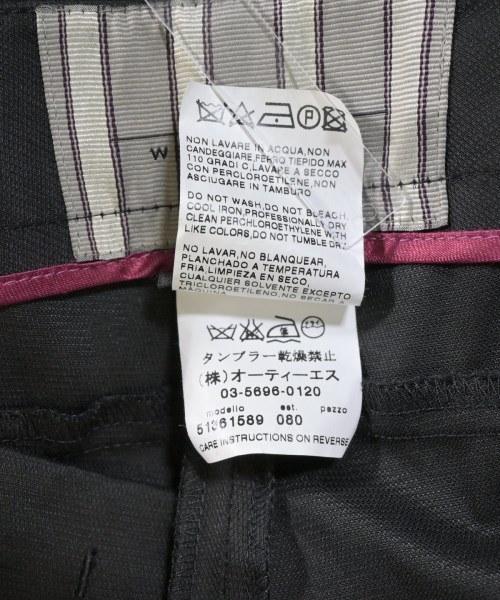 W
P
NON LAVARE IN ACQUA,NON
CANDEGGIARE,FERRO TIEPIDO MAX
110 GRADI C,LAVARE A SECCO
CON PERCLOROETILENE,NON
ASCIUGARE IN TAMBURO
DO NOT WASH,DO NOT BLEACH,
COOL IRON,PROFESSIONALLY DRY
CLEAN PERCHLOROETHYLENE WITH
LIKE COLORS,DO NOT TUMBLE DRY
NO LAVAR,NO BLANQUEAR,
PLANCHADO A TEMPERATURA
FRIA,LIMPIEZA EN SECO,
CUALQUIER SOLVENTE EXCEPTO
TRICLOROETILENO,NO SECAR A
MAQUINA
タンブラー乾燥禁止
(株)オーティーエス
03-5696-0120
modello est. pezzo
51361589 080
CARE INSTRUCTIONS ON REVERSE